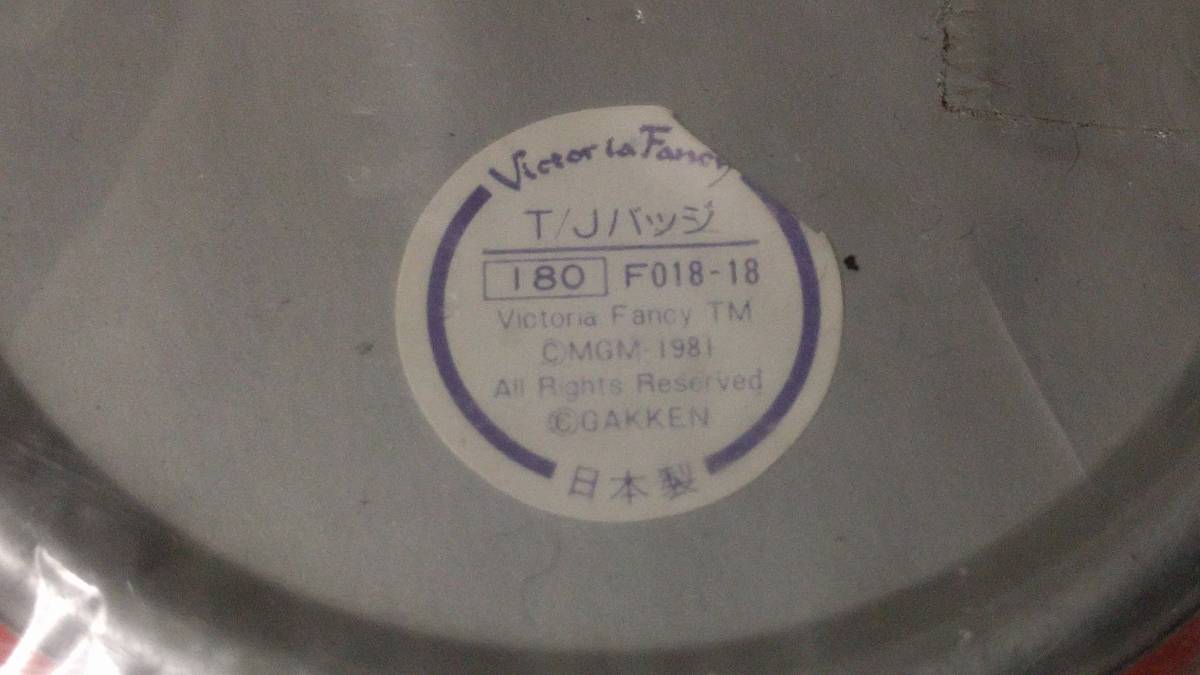 Victoria Fancy
T/Jバッジ
180 F018-18
Victoria Fancy TM
©MGM 1981
All Rights Reserved
©GAKKEN
日本製